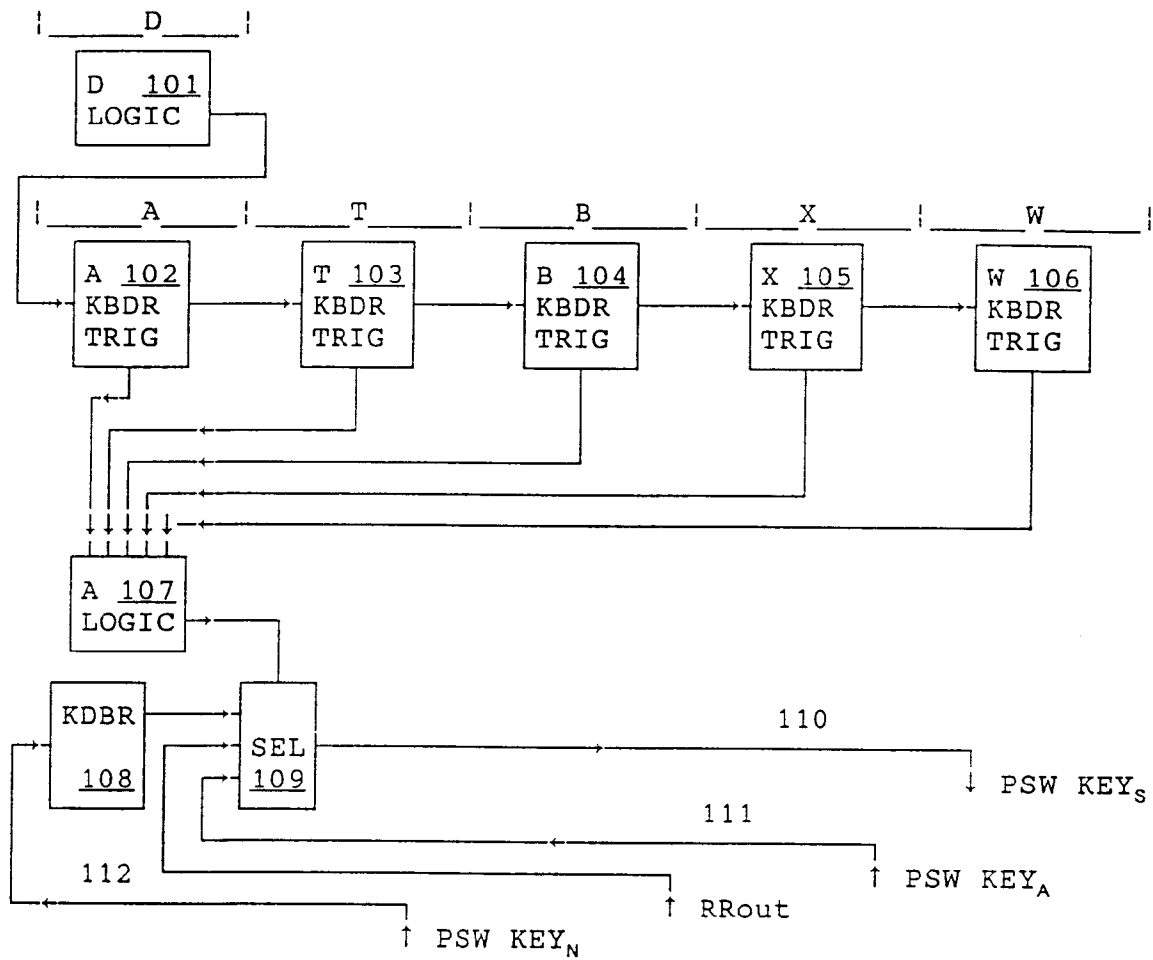 D
D 101
LOGIC
A T B X W
A 102
KBDR
TRIG
T 103
KBDR
TRIG
B 104
KBDR
TRIG
X 105
KBDR
TRIG
W 106
KBDR
TRIG
A 107
LOGIC
KDBR
108
SEL
109
110
PSW KEYS
111
PSW KEYA
RRout
112
PSW KEYN